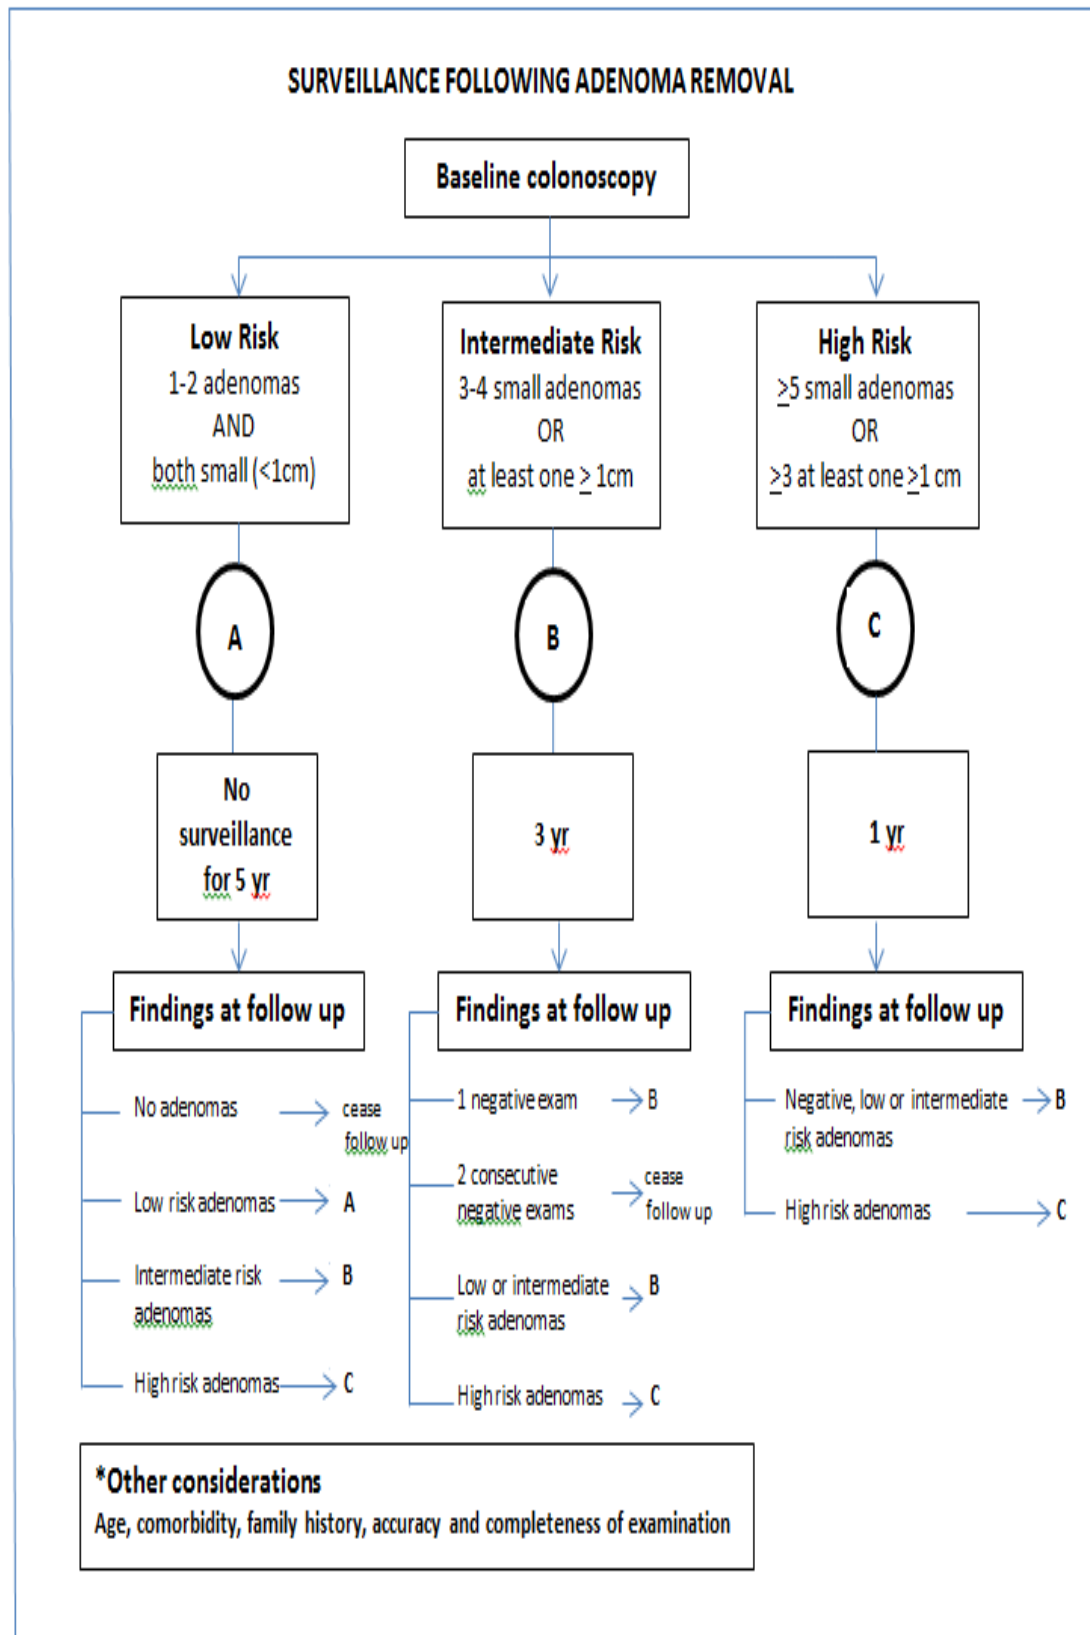 SURVEILLANCE FOLLOWING ADENOMA REMOVAL
Baseline colonoscopy
Low Risk
1-2 adenomas
AND
both small (<1cm)
Intermediate Risk
3-4 small adenomas
OR
at least one ≥ 1cm
High Risk
≥5 small adenomas
OR
≥3 at least one ≥1 cm
A
B
C
No
surveillance
for 5 yr
3 yr
1 yr
Findings at follow up
No adenomas
cease
follow up
Low risk adenomas
A
Intermediate risk
adenomas
B
High risk adenomas
C
Findings at follow up
1 negative exam
B
2 consecutive
negative exams
cease
follow up
Low or intermediate
risk adenomas
B
High risk adenomas
C
Findings at follow up
Negative, low or intermediate
risk adenomas
B
High risk adenomas
C
*Other considerations
Age, comorbidity, family history, accuracy and completeness of examination